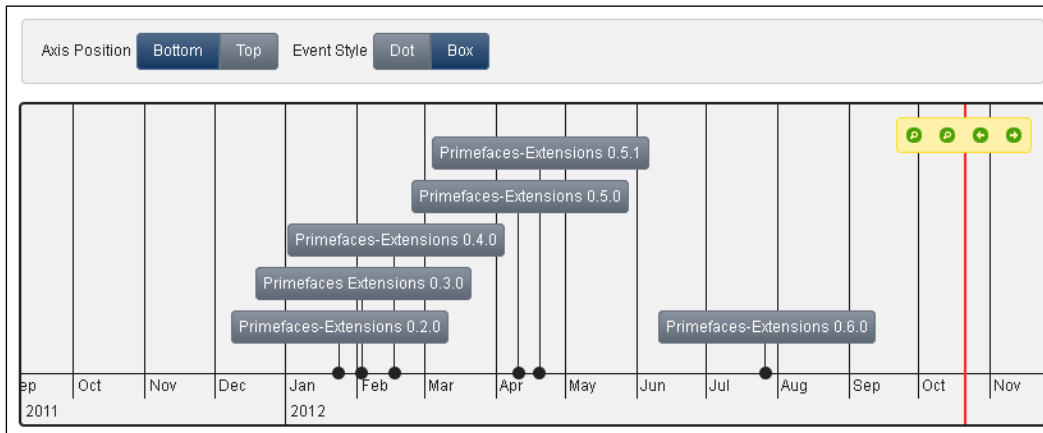 Axis Position Bottom Top Event Style Dot Box
Primefaces-Extensions 0.5.1
Primefaces-Extensions 0.5.0
Primefaces-Extensions 0.4.0
Primefaces Extensions 0.3.0
Primefaces-Extensions 0.2.0 Primefaces-Extensions 0.6.0
ep Oct Nov Dec Jan Feb Mar Apr May Jun Jul Aug Sep Oct Nov
2011 2012